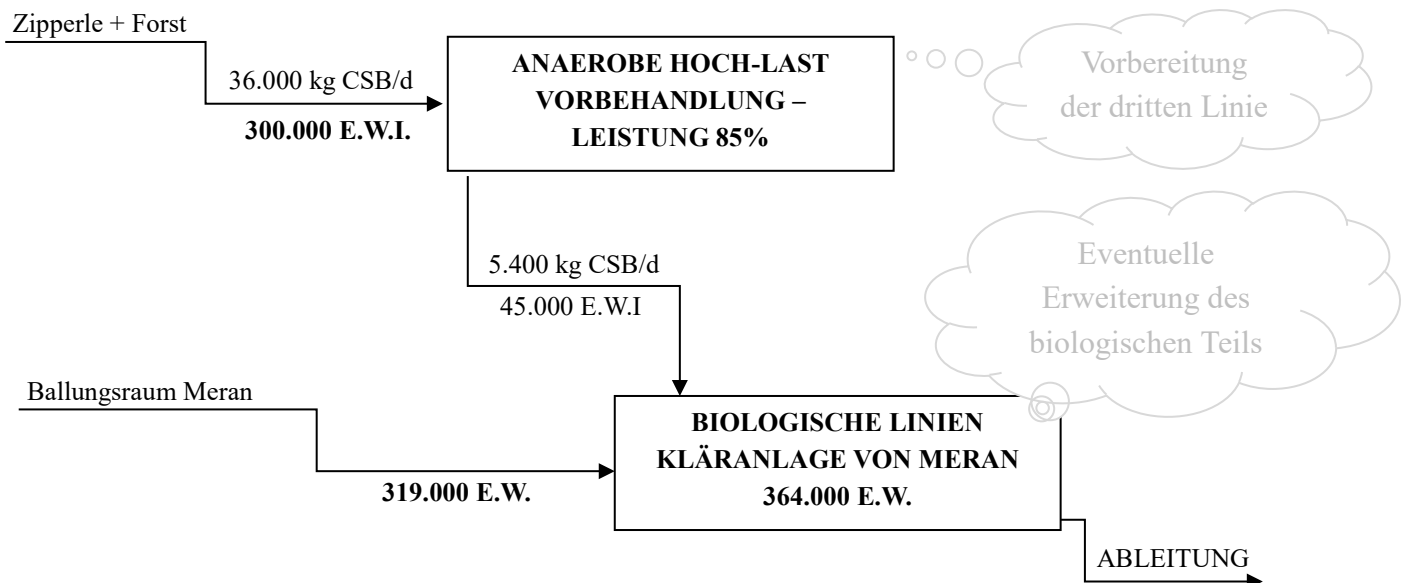 Zipperle + Forst
36.000 kg CSB/d
300.000 E.W.I.
ANAEROBE HOCH-LAST
VORBEHANDLUNG –
LEISTUNG 85%
Vorbereitung
der dritten Linie
5.400 kg CSB/d
45.000 E.W.I
Eventuelle
Erweiterung des
biologischen Teils
Ballungsraum Meran
319.000 E.W.
BIOLOGISCHE LINIEN
KLÄRANLAGE VON MERAN
364.000 E.W.
ABLEITUNG